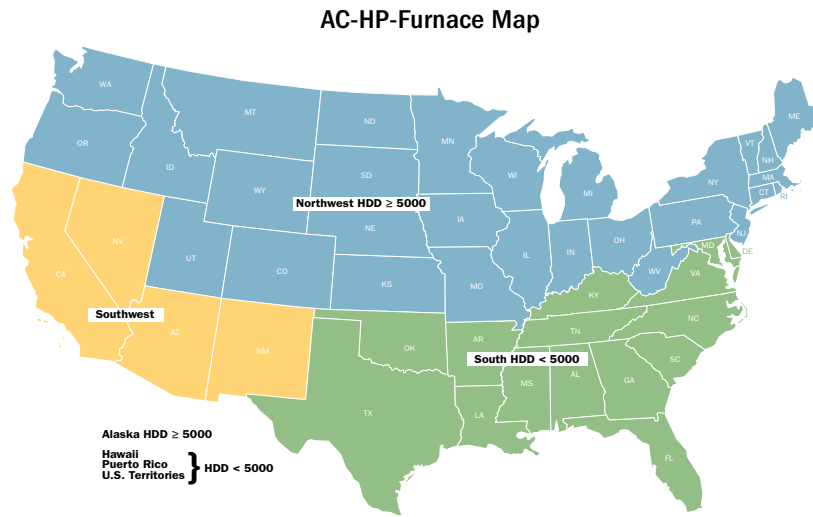 AC-HP-Furnace Map
WA
MT
ND
MN
ME
VT
NH
OR
ID
SD
WI
MI
NY
MA
CT
RI
WY
Northwest HDD ≥ 5000
IA
PA
NJ
NE
NV
UT
CO
IL
IN
OH
MD
DE
WV
CA
KS
MO
VA
KY
Southwest
AZ
NM
OK
AR
TN
NC
South HDD < 5000
SC
MS
AL
GA
TX
LA
FL
Alaska HDD ≥ 5000
Hawaii
Puerto Rico
U.S. Territories
} HDD < 5000